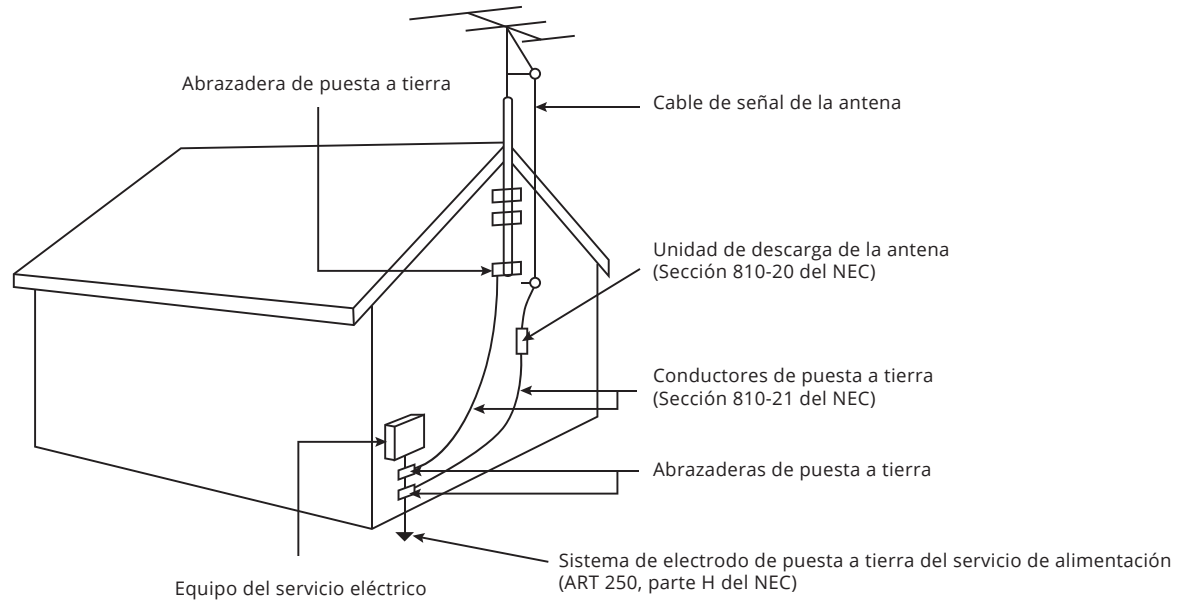 Abrazadera de puesta a tierra
Cable de señal de la antena
Unidad de descarga de la antena
(Sección 810-20 del NEC)
Conductores de puesta a tierra
(Sección 810-21 del NEC)
Abrazaderas de puesta a tierra
Sistema de electrodo de puesta a tierra del servicio de alimentación
(ART 250, parte H del NEC)
Equipo del servicio eléctrico